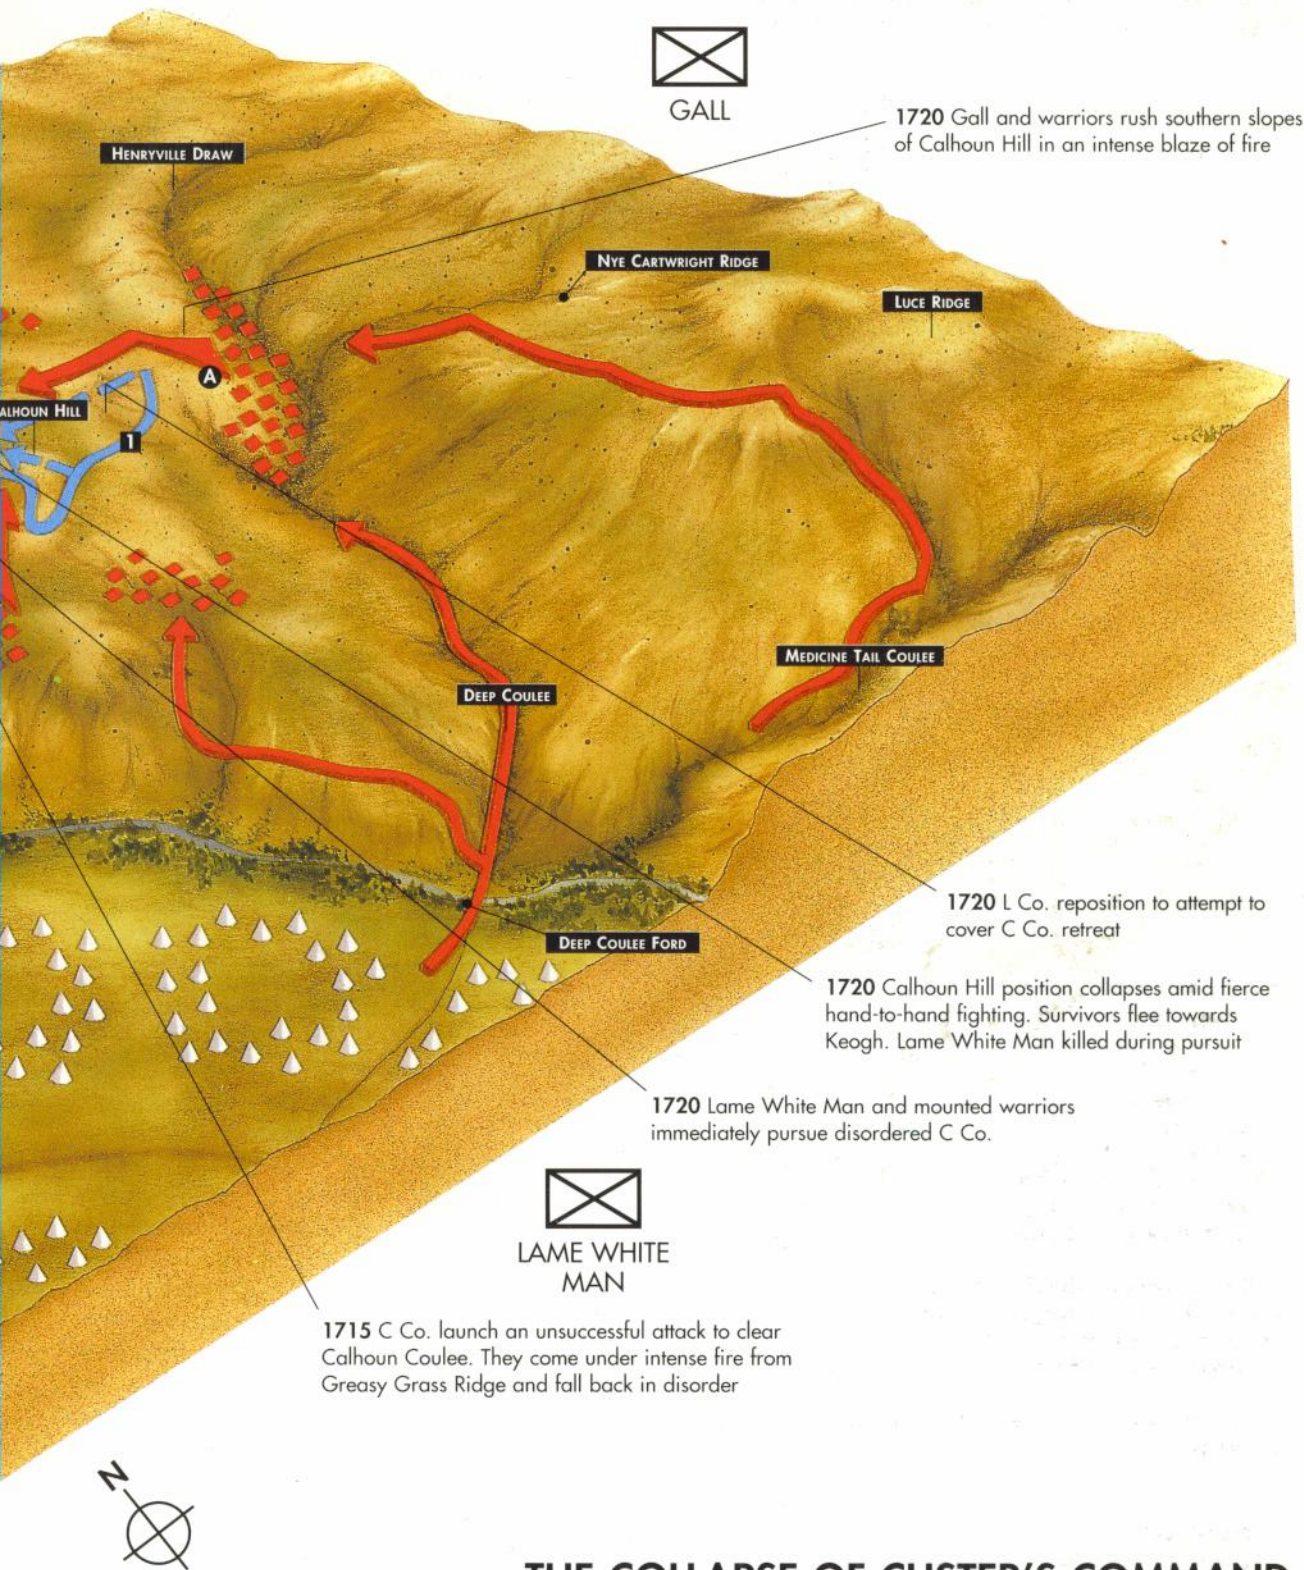 GALL
1720 Gall and warriors rush southern slopes
of Calhoun Hill in an intense blaze of fire
HENRYVILLE DRAW
NYE CARTWRIGHT RIDGE
LUCE RIDGE
A
ALHOUN HILL
1
MEDICINE TAIL COULEE
DEEP COULEE
1720 L Co. reposition to attempt to
cover C Co. retreat
DEEP COULEE FORD
1720 Calhoun Hill position collapses amid fierce
hand-to-hand fighting. Survivors flee towards
Keogh. Lame White Man killed during pursuit
1720 Lame White Man and mounted warriors
immediately pursue disordered C Co.
LAME WHITE
MAN
1715 C Co. launch an unsuccessful attack to clear
Calhoun Coulee. They come under intense fire from
Greasy Grass Ridge and fall back in disorder
N
THE COLLAPSE OF CUSTER'S COMMAND